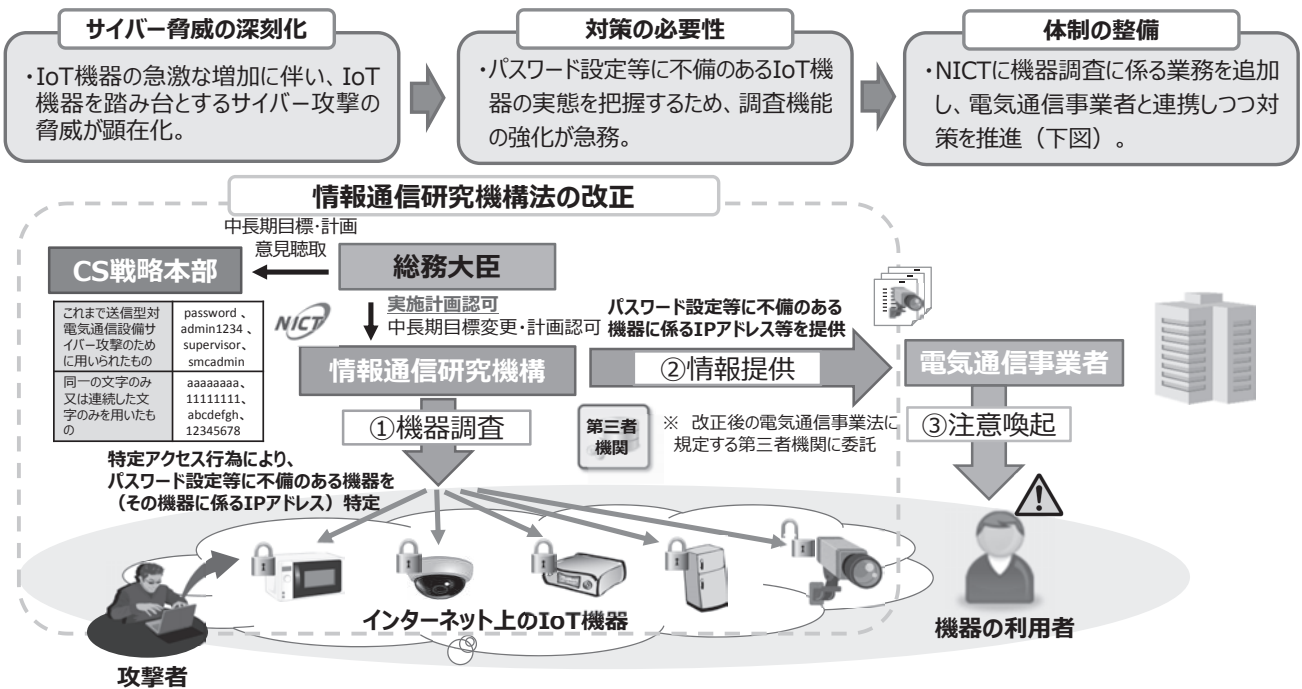 サイバー脅威の深刻化
・IoT機器の急激な増加に伴い、IoT
機器を踏み台とするサイバー攻撃の
脅威が顕在化。
対策の必要性
・パスワード設定等に不備のあるIoT機
器の実態を把握するため、調査機能
の強化が急務。
体制の整備
・NICTに機器調査に係る業務を追加
し、電気通信事業者と連携しつつ対
策を推進（下図）。
情報通信研究機構法の改正
中長期目標・計画
意見聴取
CS戦略本部
総務大臣
これまで送信型対
電気通信設備サ
イバー攻撃のため
に用いられたもの
password 、
admin1234 、
supervisor、
smcadmin
同一の文字のみ
又は連続した文
字のみを用いたも
の
aaaaaaaa、
11111111、
abcdefgh、
12345678
NICT
実施計画認可
中長期目標変更・計画認可
パスワード設定等に不備のある
機器に係るIPアドレス等を提供
情報通信研究機構
②情報提供
電気通信事業者
①機器調査
第三者
機関
※ 改正後の電気通信事業法に
規定する第三者機関に委託
③注意喚起
特定アクセス行為により、
パスワード設定等に不備のある機器を
（その機器に係るIPアドレス）特定
インターネット上のIoT機器
機器の利用者
攻撃者